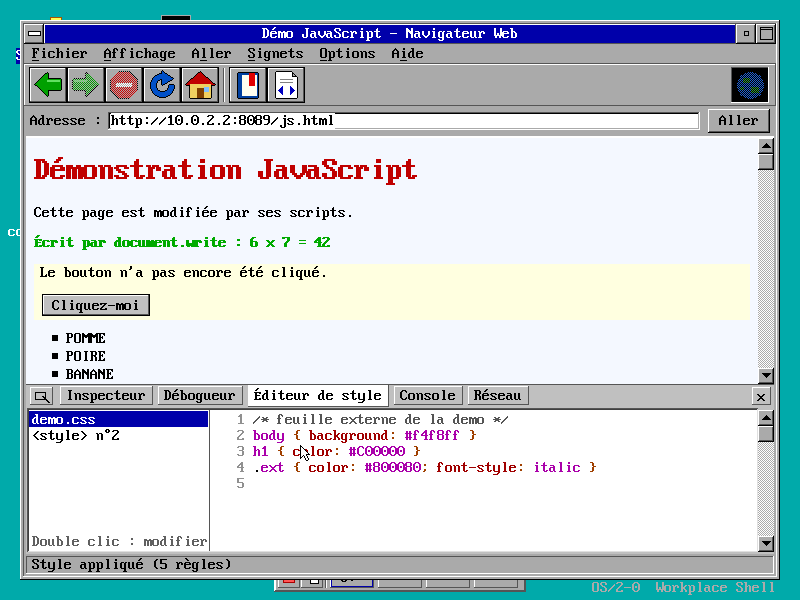 Démo JavaScript - Navigateur Web
Fichier Affichage Aller Signets Options Aide
Adresse : http://10.0.2.2:8089/js.html Aller
Démonstration JavaScript
Cette page est modifiée par ses scripts.
Écrit par document.write : 6 x 7 = 42
Le bouton n'a pas encore été cliqué.
Cliquez-moi
POMME
POIRE
BANANE
Inspecteur Débogueur Éditeur de style Console Réseau
demo.css
<style> n°2
Double clic : modifier
1 /* feuille externe de la demo */
2 body { background: #f4f8ff }
3 h1 { color: #C00000 }
4 .ext { color: #800080; font-style: italic }
5
Style appliqué (5 règles)
OS/2-0 Workplace Shell